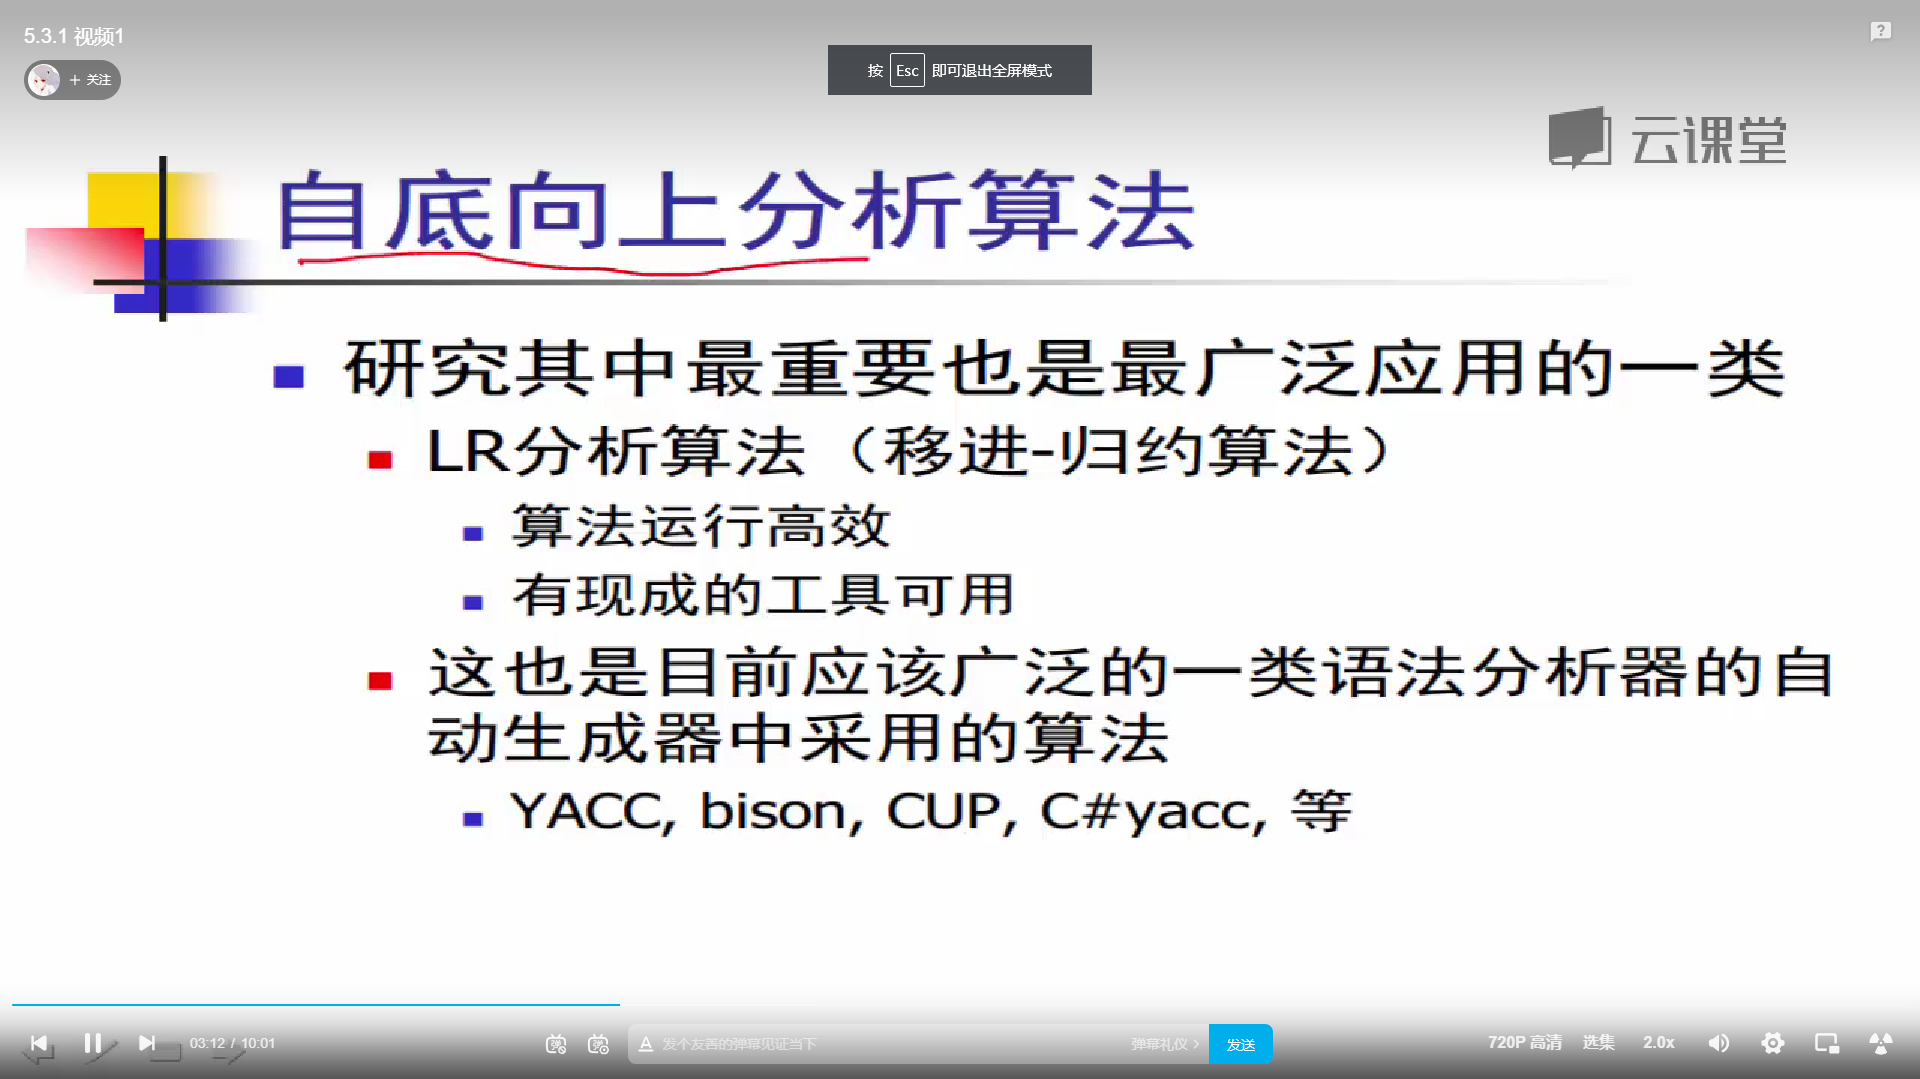 5.3.1 视频1
+ 关注
按 Esc 即可退出全屏模式
云课堂
自底向上分析算法
研究其中最重要也是最广泛应用的一类
LR分析算法（移进-归约算法）
算法运行高效
有现成的工具可用
这也是目前应该广泛的一类语法分析器的自
动生成器中采用的算法
YACC, bison, CUP, C#yacc, 等
03:12 / 10:01
弹 弹
A 发个友善的弹幕见证当下
弹幕礼仪 >
发送
720P 高清
选集
2.0x